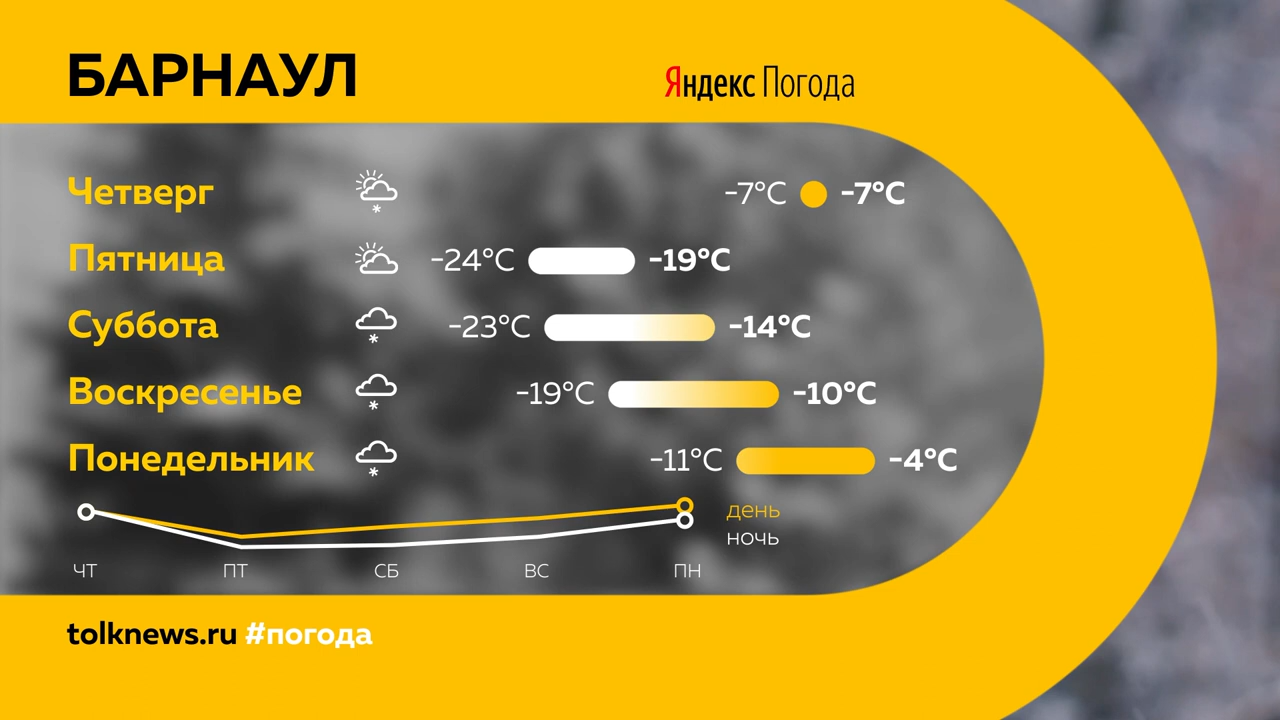 БАРНАУЛ
Яндекс Погода
Четверг -7°C -7°C
Пятница -24°C -19°C
Суббота -23°C -14°C
Воскресенье -19°C -10°C
Понедельник -11°C -4°C
день
ночь
ЧТ ПТ СБ ВС ПН
tolknews.ru #погода